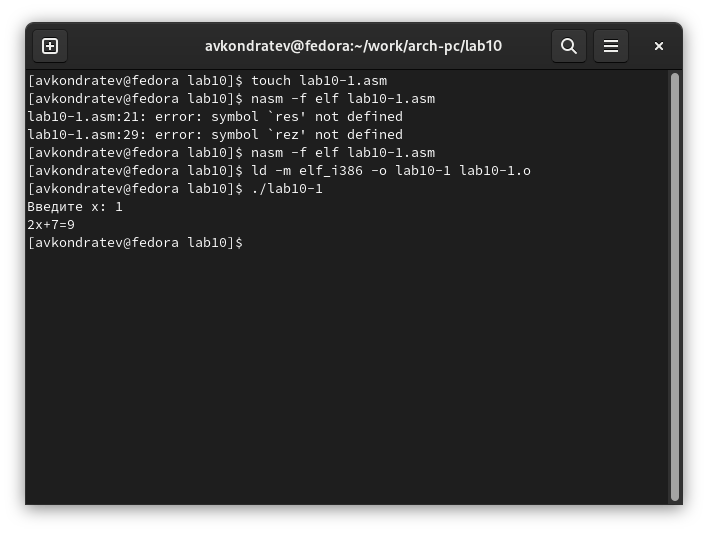 avkondratev@fedora:~/work/arch-pc/lab10
[avkondratev@fedora lab10]$ touch lab10-1.asm
[avkondratev@fedora lab10]$ nasm -f elf lab10-1.asm
lab10-1.asm:21: error: symbol `res' not defined
lab10-1.asm:29: error: symbol `rez' not defined
[avkondratev@fedora lab10]$ nasm -f elf lab10-1.asm
[avkondratev@fedora lab10]$ ld -m elf_i386 -o lab10-1 lab10-1.o
[avkondratev@fedora lab10]$ ./lab10-1
Введите x: 1
2x+7=9
[avkondratev@fedora lab10]$